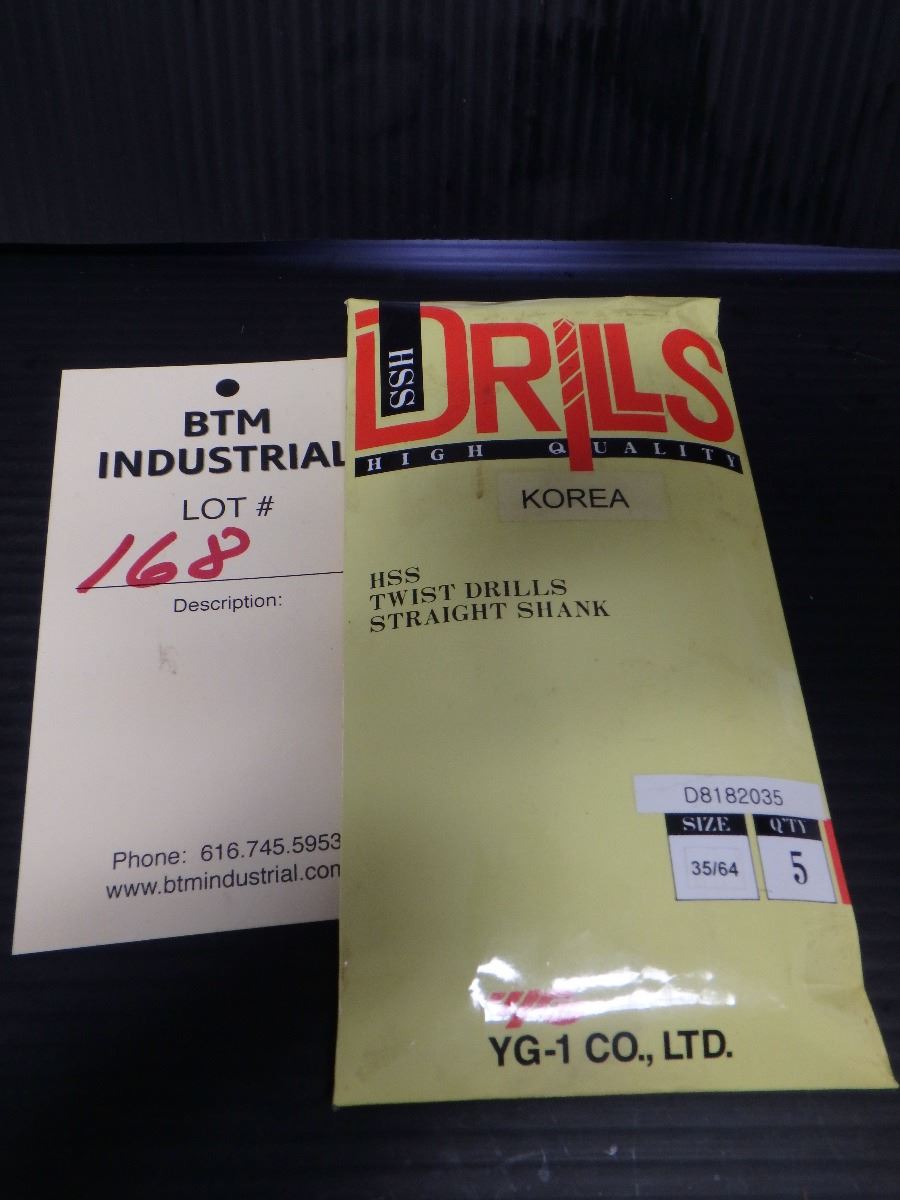 BTM
INDUSTRIAL
LOT #
168
Description:
Phone: 616.745.5953
www.btmindustrial.com
HSS
DRILLS
HIGH QUALITY
KOREA
HSS
TWIST DRILLS
STRAIGHT SHANK
D8182035
SIZE Q'TY
35/64 5
YG-1 CO., LTD.